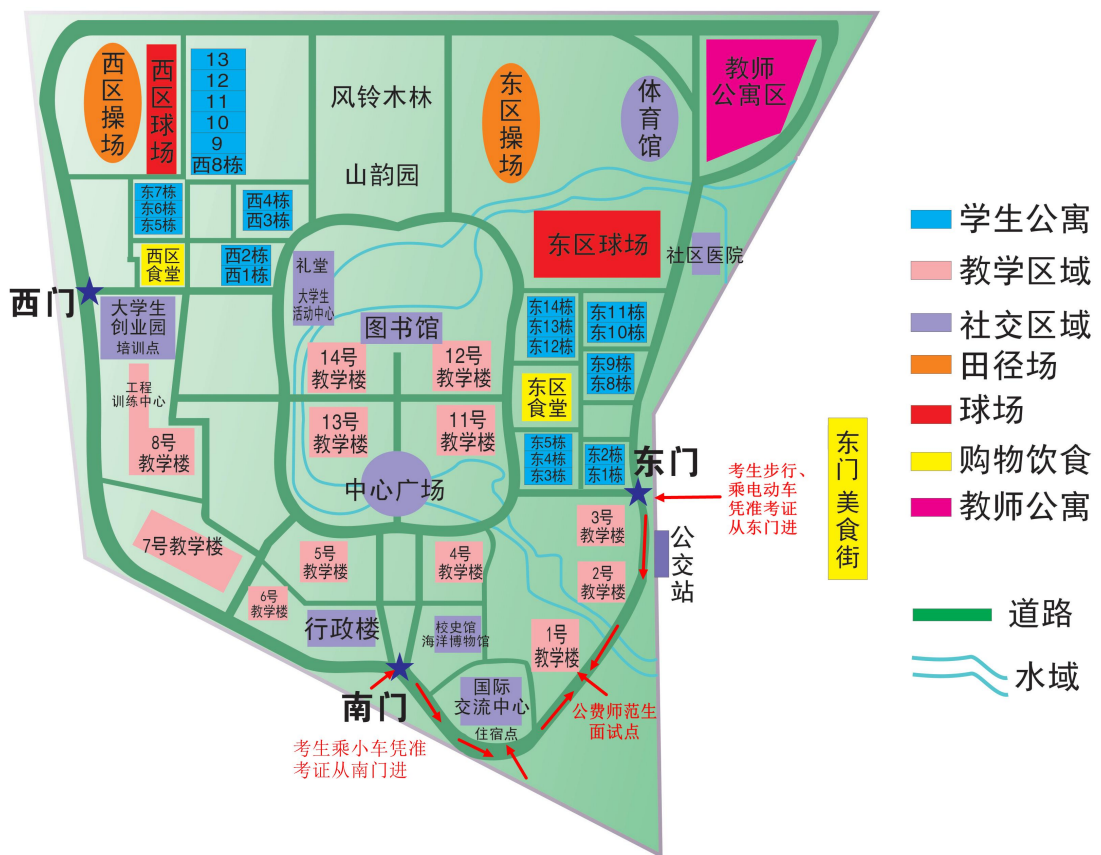 西区操场
西区球场
13
12
11
10
9
西8栋
风铃木林
山韵园
东区操场
体育馆
教师
公寓区
东7栋
东6栋
东5栋
西4栋
西3栋
西区
食堂
西2栋
西1栋
西门
大学生
创业园
培训点
工程
训练中心
8号
教学楼
7号教学楼
礼堂
大学生
活动中心
图书馆
14号
教学楼
12号
教学楼
13号
教学楼
11号
教学楼
中心广场
东区球场
社区医院
东14栋
东13栋
东12栋
东11栋
东10栋
东9栋
东8栋
东区
食堂
东5栋
东4栋
东3栋
东2栋
东1栋
东门
考生步行、
乘电动车
凭准考证
从东门进
东门美食街
公交站
3号
教学楼
2号
教学楼
1号
教学楼
5号
教学楼
4号
教学楼
6号
教学楼
行政楼
校史馆
海洋博物馆
南门
国际
交流中心
住宿点
公费师范生
面试点
考生乘小车凭准
考证从南门进
学生公寓
教学区域
社交区域
田径场
球场
购物饮食
教师公寓
道路
水域